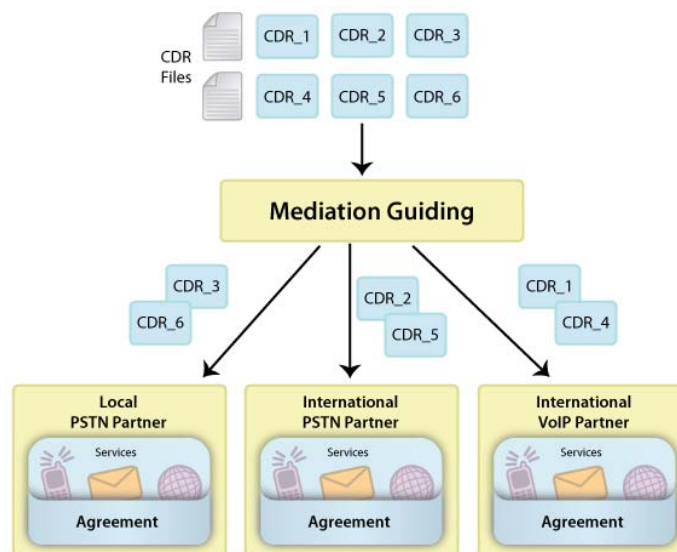 CDR
Files
CDR_1 CDR_2 CDR_3
CDR_4 CDR_5 CDR_6
Mediation Guiding
CDR_3
CDR_6
CDR_2
CDR_5
CDR_1
CDR_4
Local
PSTN Partner
Services
Agreement
International
PSTN Partner
Services
Agreement
International
VoIP Partner
Services
Agreement